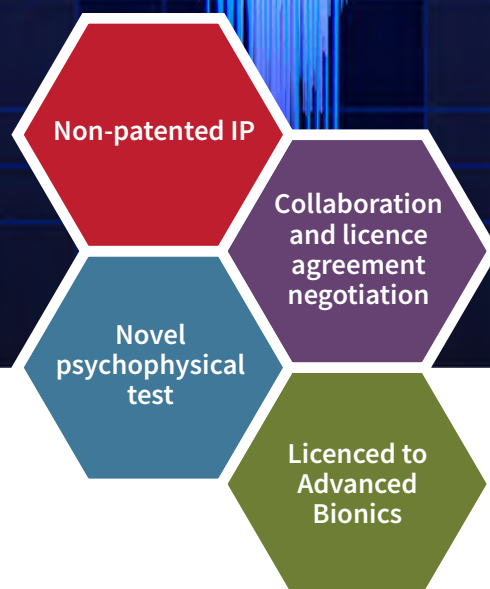 Non-patented IP
Collaboration
and licence
agreement
negotiation
Novel
psychophysical
test
Licenced to
Advanced
Bionics